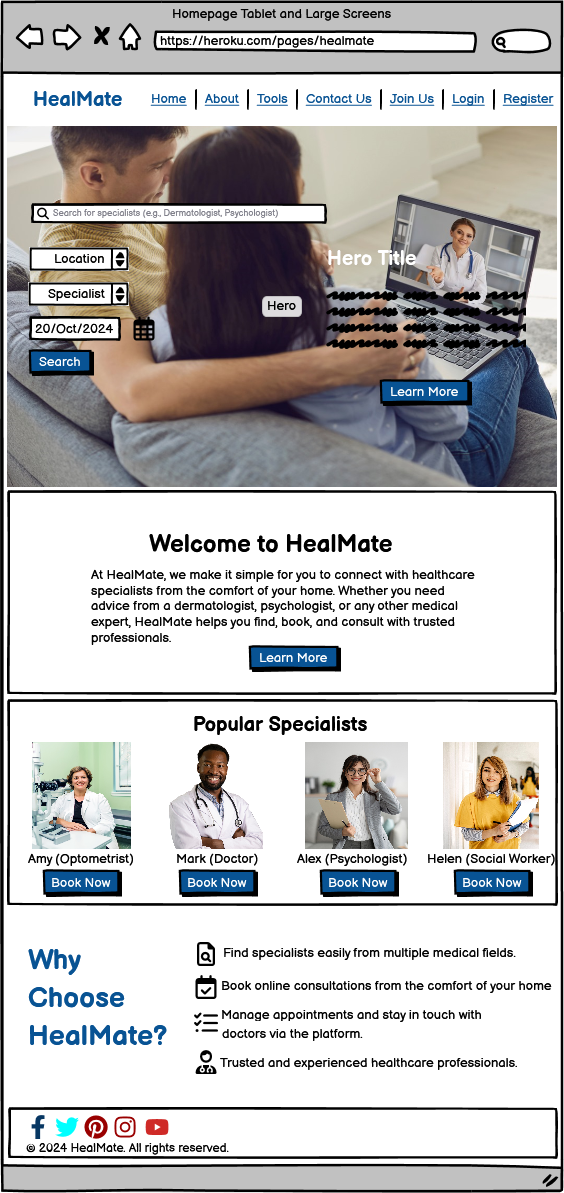 Homepage Tablet and Large Screens
https://heroku.com/pages/healmate
HealMate
Home
About
Tools
Contact Us
Join Us
Login
Register
Search for specialists (e.g., Dermatologist, Psychologist)
Location
Specialist
20/Oct/2024
Search
Hero
Hero Title
Learn More
Welcome to HealMate
At HealMate, we make it simple for you to connect with healthcare
specialists from the comfort of your home. Whether you need
advice from a dermatologist, psychologist, or any other medical
expert, HealMate helps you find, book, and consult with trusted
professionals.
Learn More
Popular Specialists
Amy (Optometrist)
Mark (Doctor)
Alex (Psychologist)
Helen (Social Worker)
Book Now
Book Now
Book Now
Book Now
Why
Choose
HealMate?
Find specialists easily from multiple medical fields.
Book online consultations from the comfort of your home
Manage appointments and stay in touch with
doctors via the platform.
Trusted and experienced healthcare professionals.
© 2024 HealMate. All rights reserved.